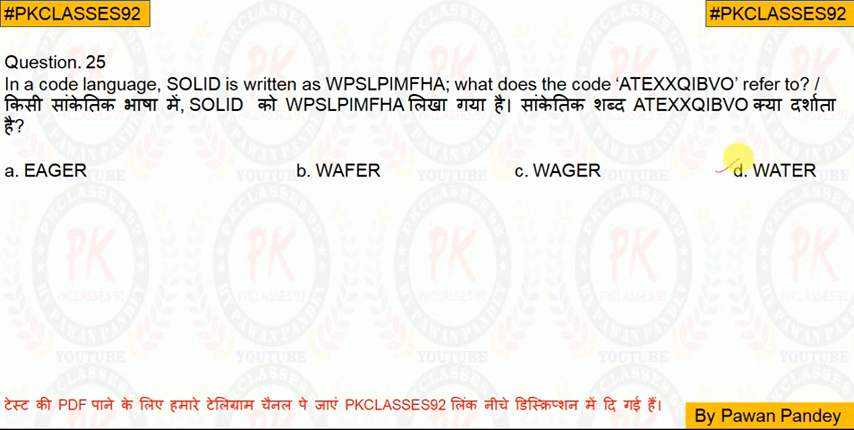 #PKCLASSES92
#PKCLASSES92
Question. 25
In a code language, SOLID is written as WPSLPIMFHA; what does the code ‘ATEXXQIBVO’ refer to? /
किसी सांकेतिक भाषा में, SOLID को WPSLPIMFHA लिखा गया है। सांकेतिक शब्द ATEXXQIBVO क्या दर्शाता
है?
a. EAGER b. WAFER c. WAGER d. WATER
टेस्ट की PDF पाने के लिए हमारे टेलिग्राम चैनल पे जाएं PKCLASSES92 लिंक नीचे डिस्क्रिप्शन में दि गई हैं।
By Pawan Pandey